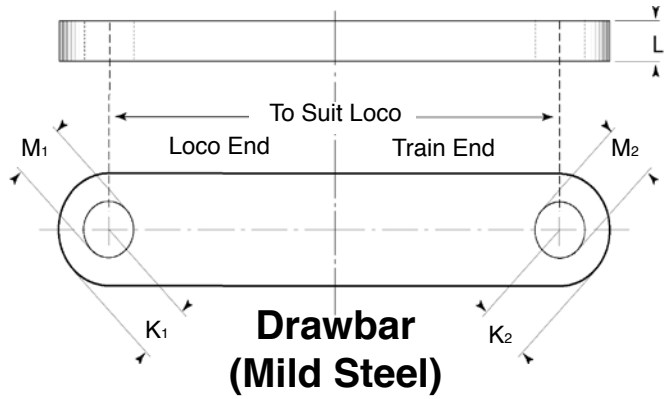 L
To Suit Loco
M₁ Loco End Train End M₂
K₁ Drawbar K₂
(Mild Steel)